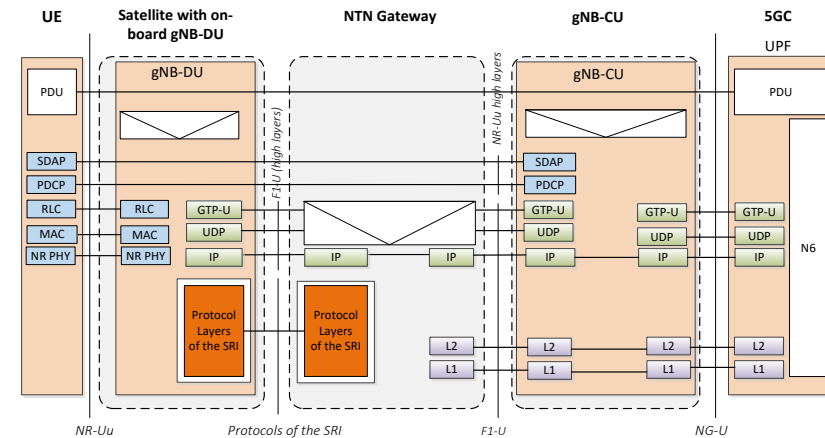 UE
Satellite with on-
board gNB-DU
NTN Gateway
gNB-CU
5GC
UPF
gNB-DU
gNB-CU
PDU
PDU
F1-U (high layers)
NR-Uu high layers
SDAP
SDAP
PDCP
PDCP
RLC
RLC
GTP-U
GTP-U
GTP-U
GTP-U
MAC
MAC
UDP
UDP
UDP
UDP
NR PHY
NR PHY
IP
IP
IP
IP
IP
IP
N6
Protocol
Layers
of the SRI
Protocol
Layers
of the SRI
L2
L2
L2
L2
L1
L1
L1
L1
NR-Uu
Protocols of the SRI
F1-U
NG-U